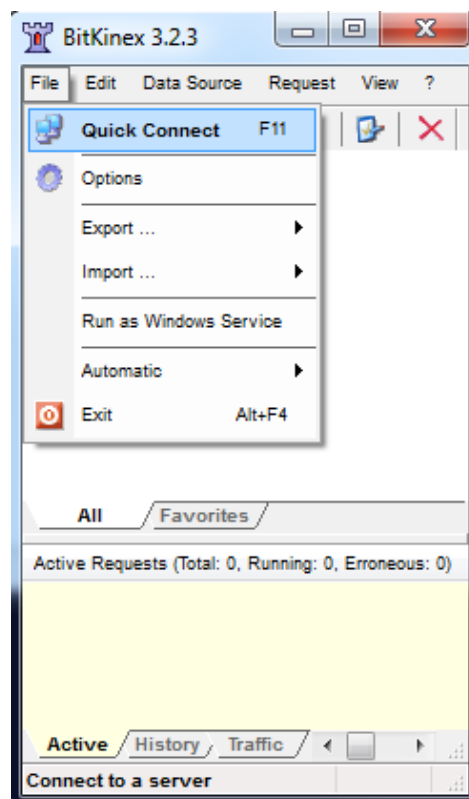 BitKinex 3.2.3
File Edit Data Source Request View ?
Quick Connect F11
Options
Export ...
Import ...
Run as Windows Service
Automatic
Exit Alt+F4
All Favorites
Active Requests (Total: 0, Running: 0, Erroneous: 0)
Active History Traffic
Connect to a server